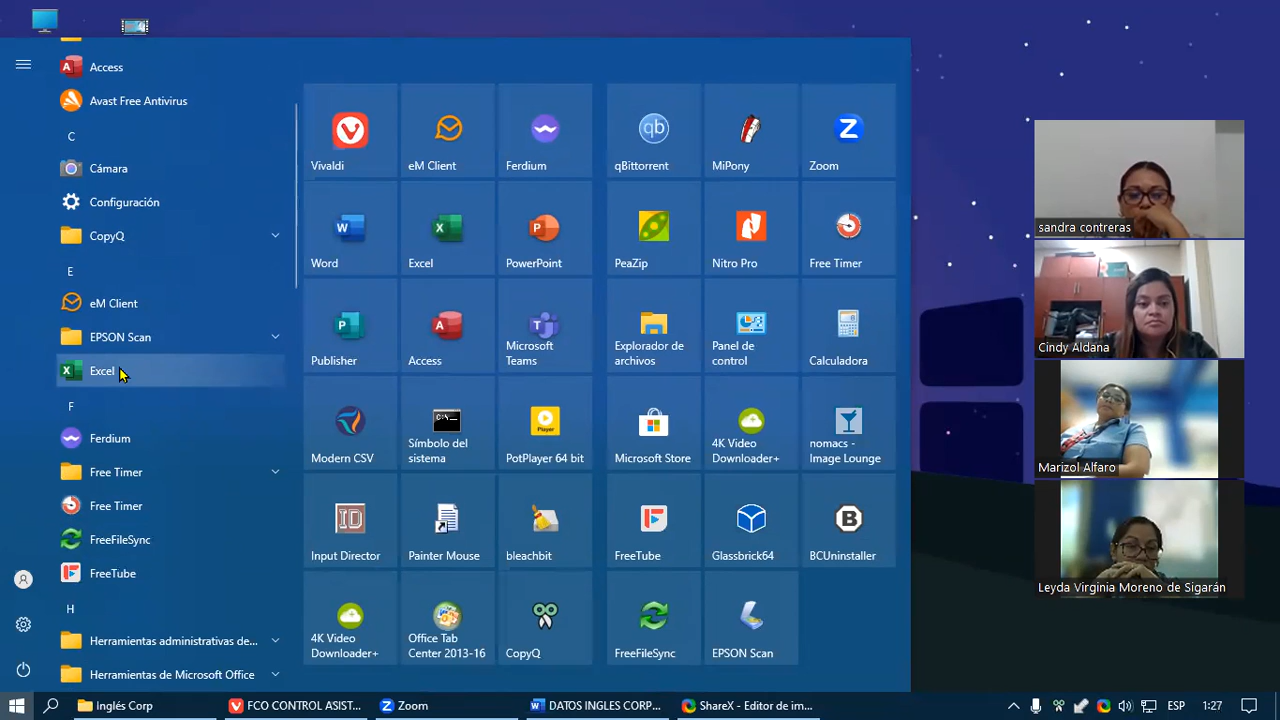 Access
Avast Free Antivirus
C
Cámara
Configuración
CopyQ
E
eM Client
EPSON Scan
Excel
F
Ferdium
Free Timer
Free Timer
FreeFileSync
FreeTube
H
Herramientas administrativas de...
Herramientas de Microsoft Office
Vivaldi
eM Client
Ferdium
qb
qBittorrent
MiPony
Z
Zoom
W
Word
X
Excel
P
PowerPoint
PeaZip
Nitro Pro
Free Timer
P
Publisher
A
Access
T
Microsoft
Teams
Explorador de
archivos
Panel de
control
Calculadora
Modern CSV
C:\
Símbolo del
sistema
Player
PotPlayer 64 bit
Microsoft Store
4K Video
Downloader+
nomacs -
Image Lounge
ID
Input Director
Painter Mouse
bleachbit
FreeTube
Glassbrick64
B
BCUninstaller
4K Video
Downloader+
Office Tab
Center 2013-16
CopyQ
FreeFileSync
EPSON Scan
sandra contreras
Cindy Aldana
Marizol Alfaro
Leyda Virginia Moreno de Sigarán
Inglés Corp
FCO CONTROL ASIST...
Zoom
DATOS INGLES CORP...
ShareX - Editor de im...
ESP
1:27